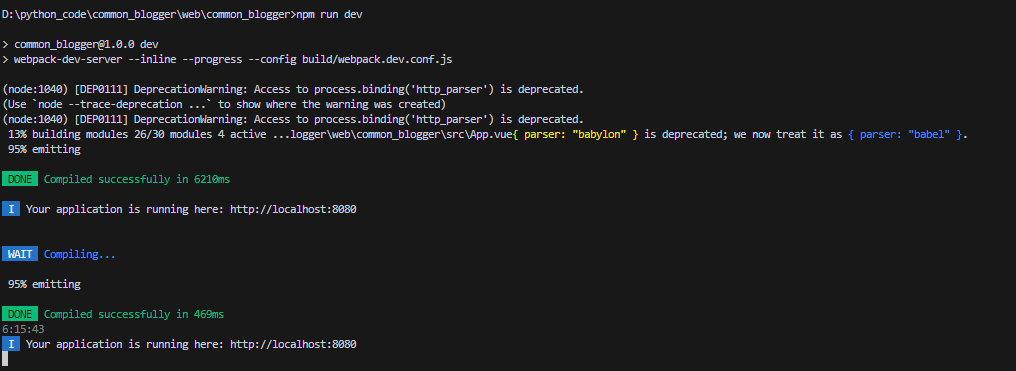 D:\python_code\common_blogger\web\common_blogger>npm run dev
> common_blogger@1.0.0 dev
> webpack-dev-server --inline --progress --config build/webpack.dev.conf.js
(node:1040) [DEP0111] DeprecationWarning: Access to process.binding('http_parser') is deprecated.
(Use `node --trace-deprecation ...` to show where the warning was created)
(node:1040) [DEP0111] DeprecationWarning: Access to process.binding('http_parser') is deprecated.
13% building modules 26/30 modules 4 active ...logger\web\common_blogger\src\App.vue{ parser: "babylon" } is deprecated; we now treat it as { parser: "babel" }.
95% emitting
DONE Compiled successfully in 6210ms
I Your application is running here: http://localhost:8080
WAIT Compiling...
95% emitting
DONE Compiled successfully in 469ms
6:15:43
I Your application is running here: http://localhost:8080